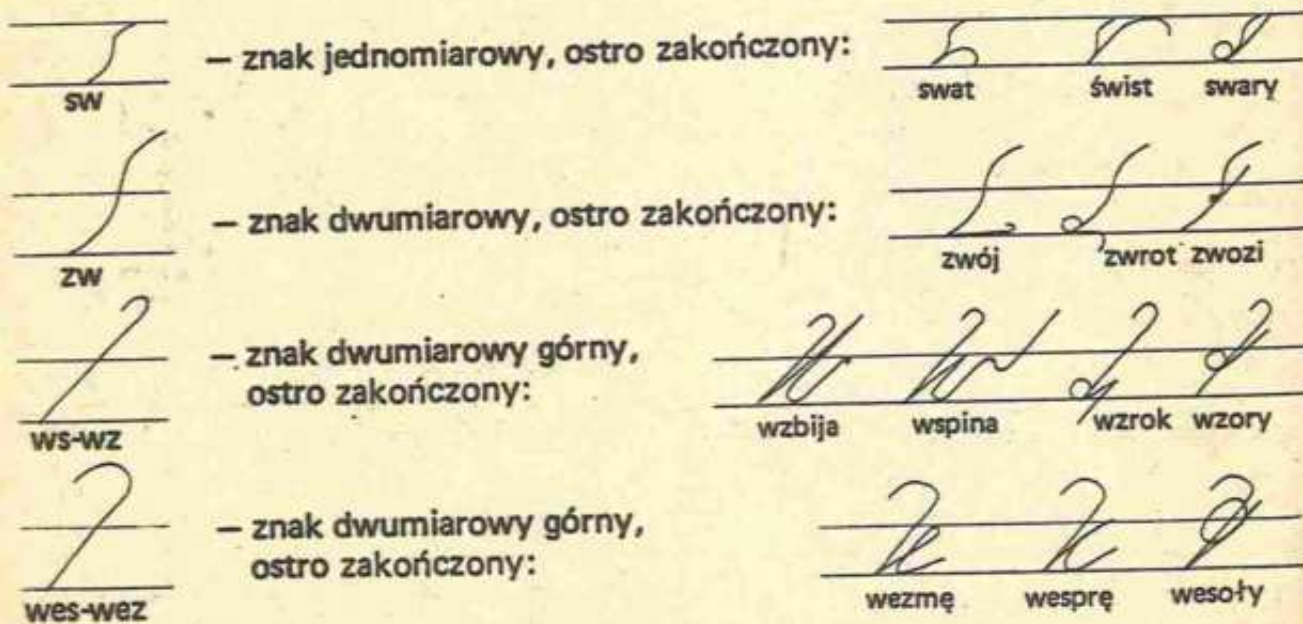 – znak jednomiarowy, ostro zakończony:
sw swat świst swary
– znak dwumiarowy, ostro zakończony:
zw zwój zwrot zwozi
– znak dwumiarowy górny,
ostro zakończony:
ws-wz wzbija wspina wzrok wzory
– znak dwumiarowy górny,
ostro zakończony:
wes-wez wezmę wesprę wesoły